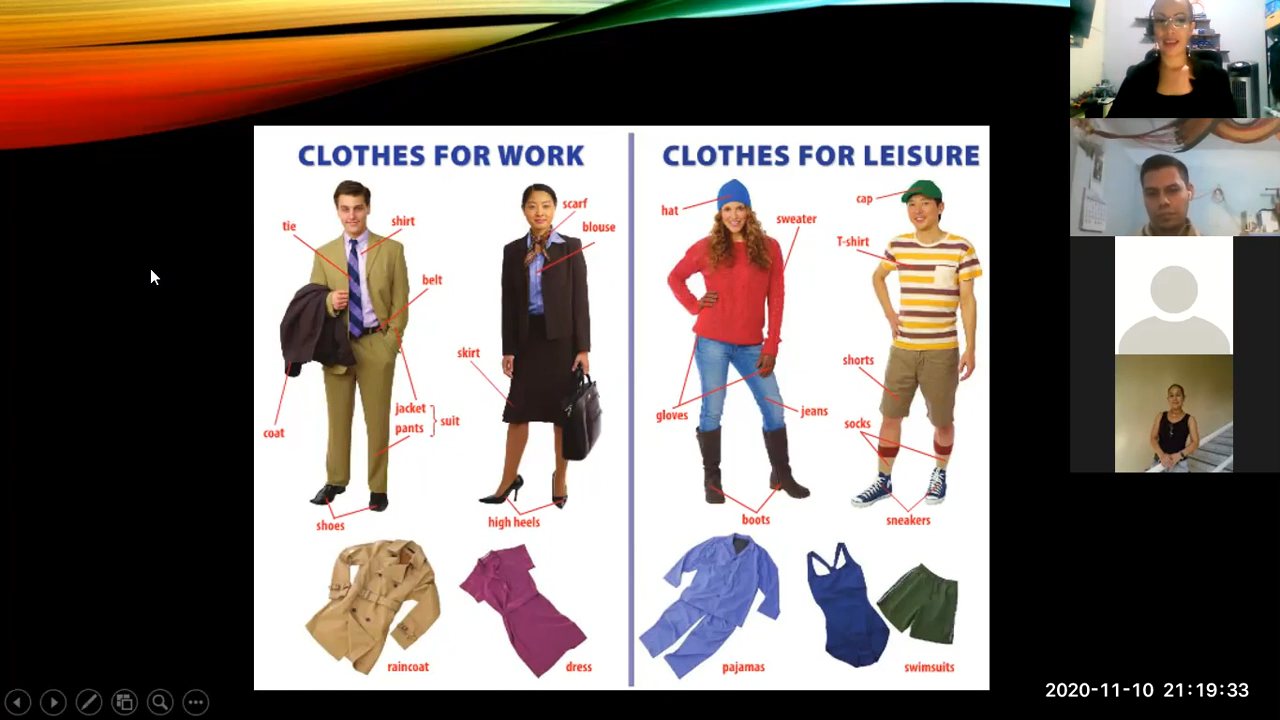 CLOTHES FOR WORK
tie
shirt
scarf
blouse
belt
skirt
jacket
pants
suit
coat
shoes
high heels
raincoat
dress
CLOTHES FOR LEISURE
hat
sweater
cap
T-shirt
shorts
gloves
jeans
socks
boots
sneakers
pajamas
swimsuits
2020-11-10 21:19:33